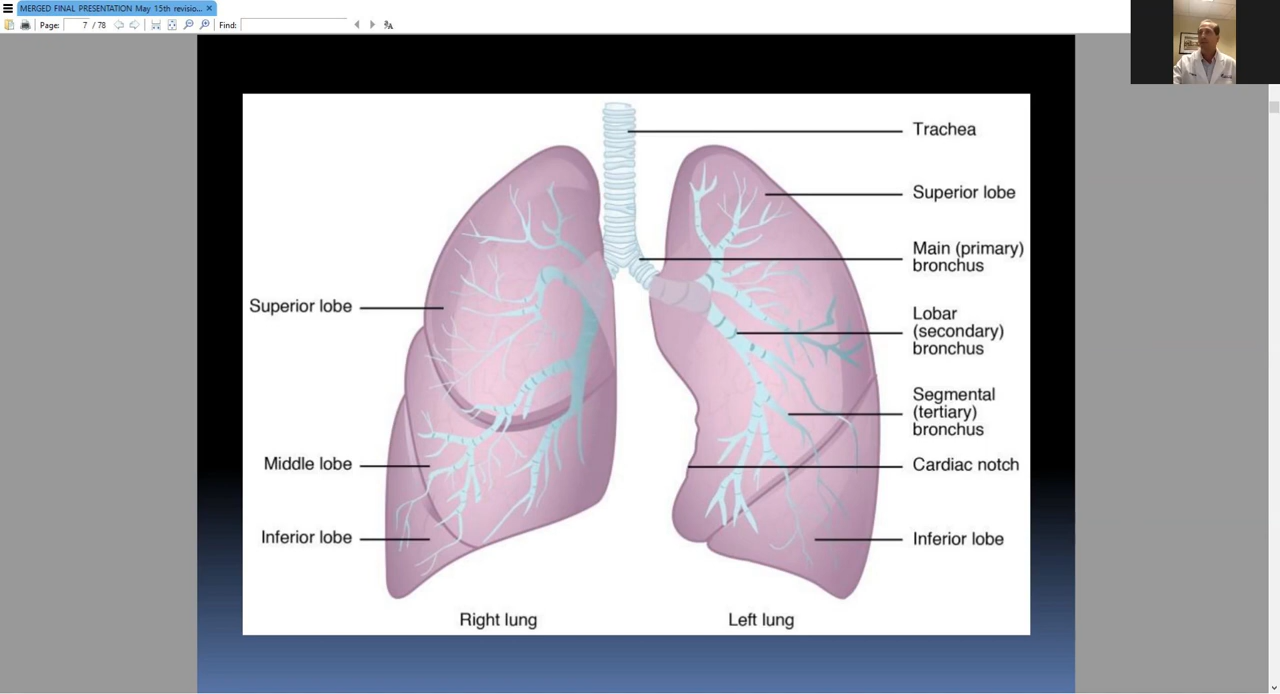 MERGED FINAL PRESENTATION May 15th revisio...
Page: 7 / 78 Find:
Trachea
Superior lobe
Main (primary)
bronchus
Superior lobe
Lobar
(secondary)
bronchus
Segmental
(tertiary)
bronchus
Middle lobe
Cardiac notch
Inferior lobe
Inferior lobe
Right lung
Left lung